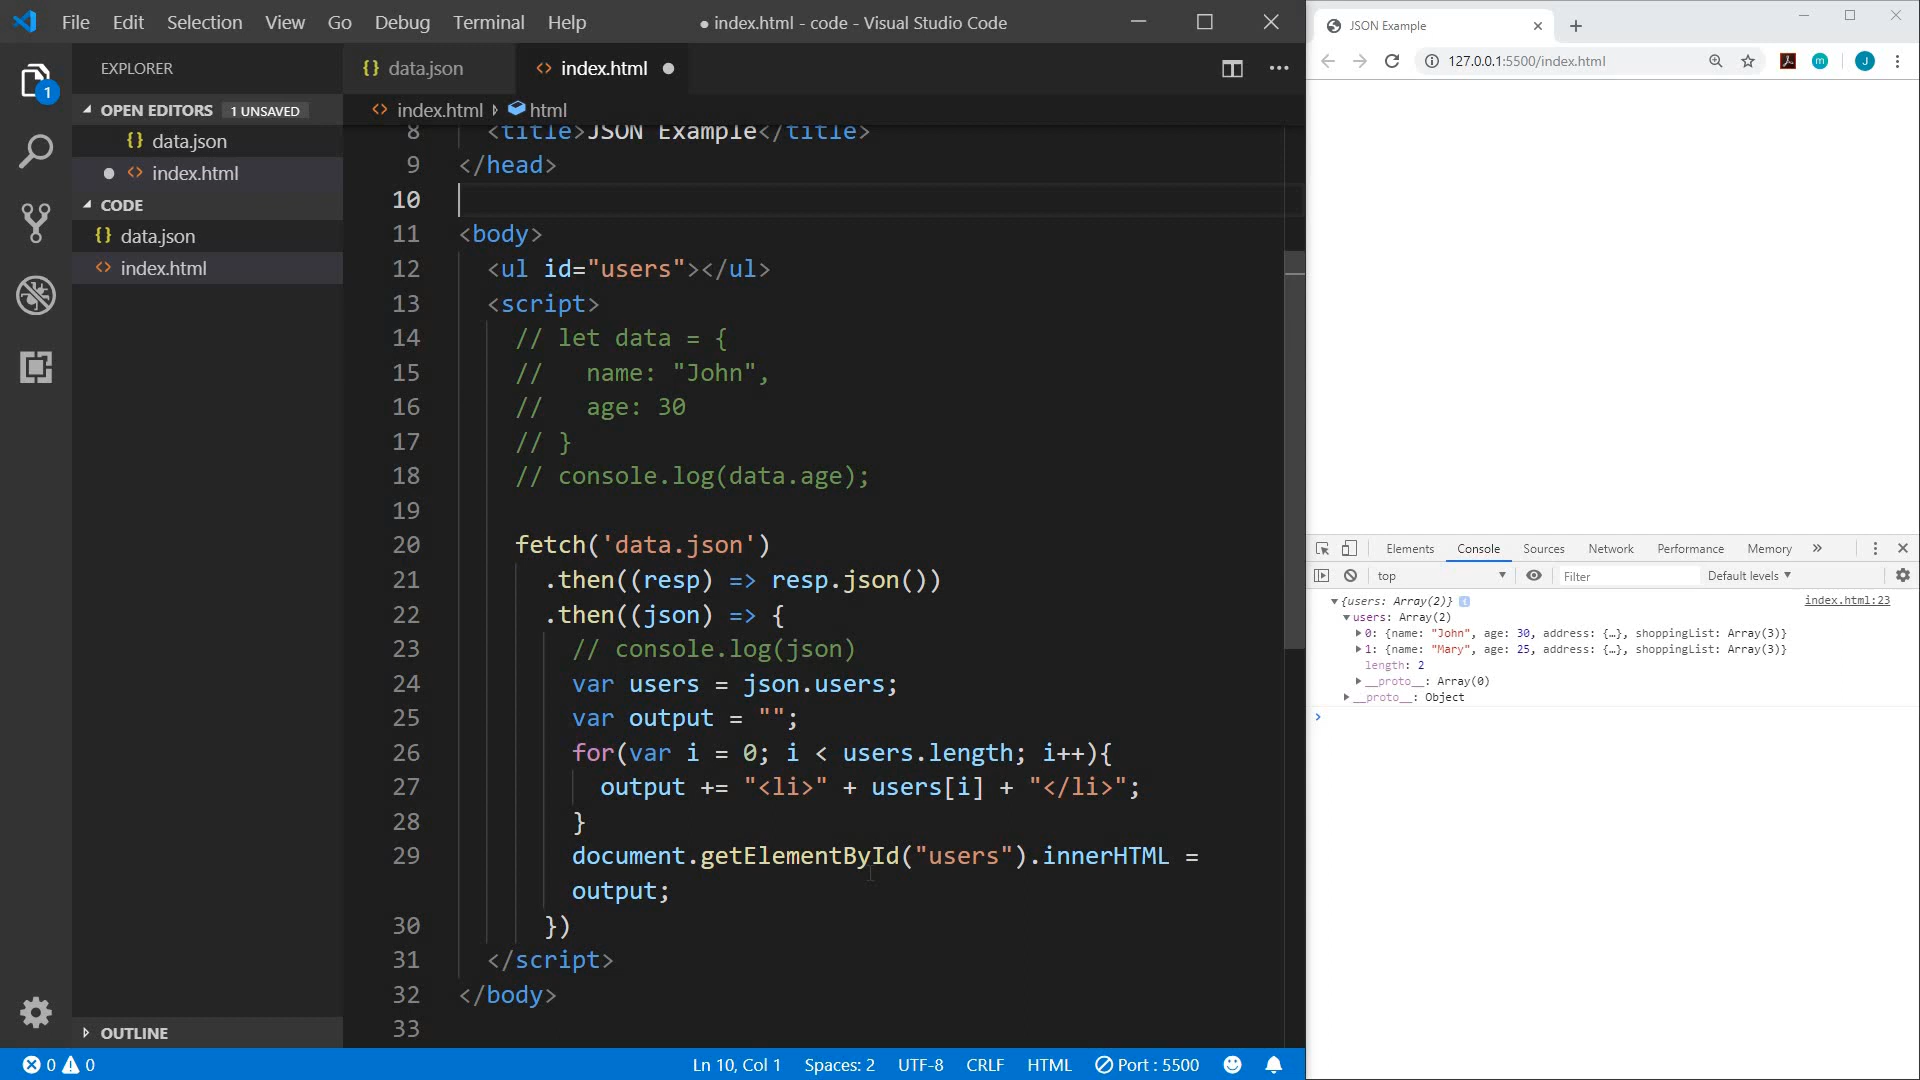 File Edit Selection View Go Debug Terminal Help
● index.html - code - Visual Studio Code
EXPLORER
OPEN EDITORS 1 UNSAVED
{} data.json
● <> index.html
CODE
{} data.json
<> index.html
OUTLINE
1
{} data.json
<> index.html ●
<> index.html › html
8 <title>JSON Example</title>
9 </head>
10
11 <body>
12 <ul id="users"></ul>
13 <script>
14 // let data = {
15 // name: "John",
16 // age: 30
17 // }
18 // console.log(data.age);
19
20 fetch('data.json')
21 .then((resp) => resp.json())
22 .then((json) => {
23 // console.log(json)
24 var users = json.users;
25 var output = "";
26 for(var i = 0; i < users.length; i++){
27 output += "<li>" + users[i] + "</li>";
28 }
29 document.getElementById("users").innerHTML =
output;
30 })
31 </script>
32 </body>
33
0 0
Ln 10, Col 1 Spaces: 2 UTF-8 CRLF HTML Port : 5500
JSON Example
127.0.0.1:5500/index.html
m
J
Elements Console Sources Network Performance Memory »
top
Filter
Default levels ▼
{users: Array(2)} i index.html:23
users: Array(2)
0: {name: "John", age: 30, address: {…}, shoppingList: Array(3)}
1: {name: "Mary", age: 25, address: {…}, shoppingList: Array(3)}
length: 2
__proto__: Array(0)
__proto__: Object